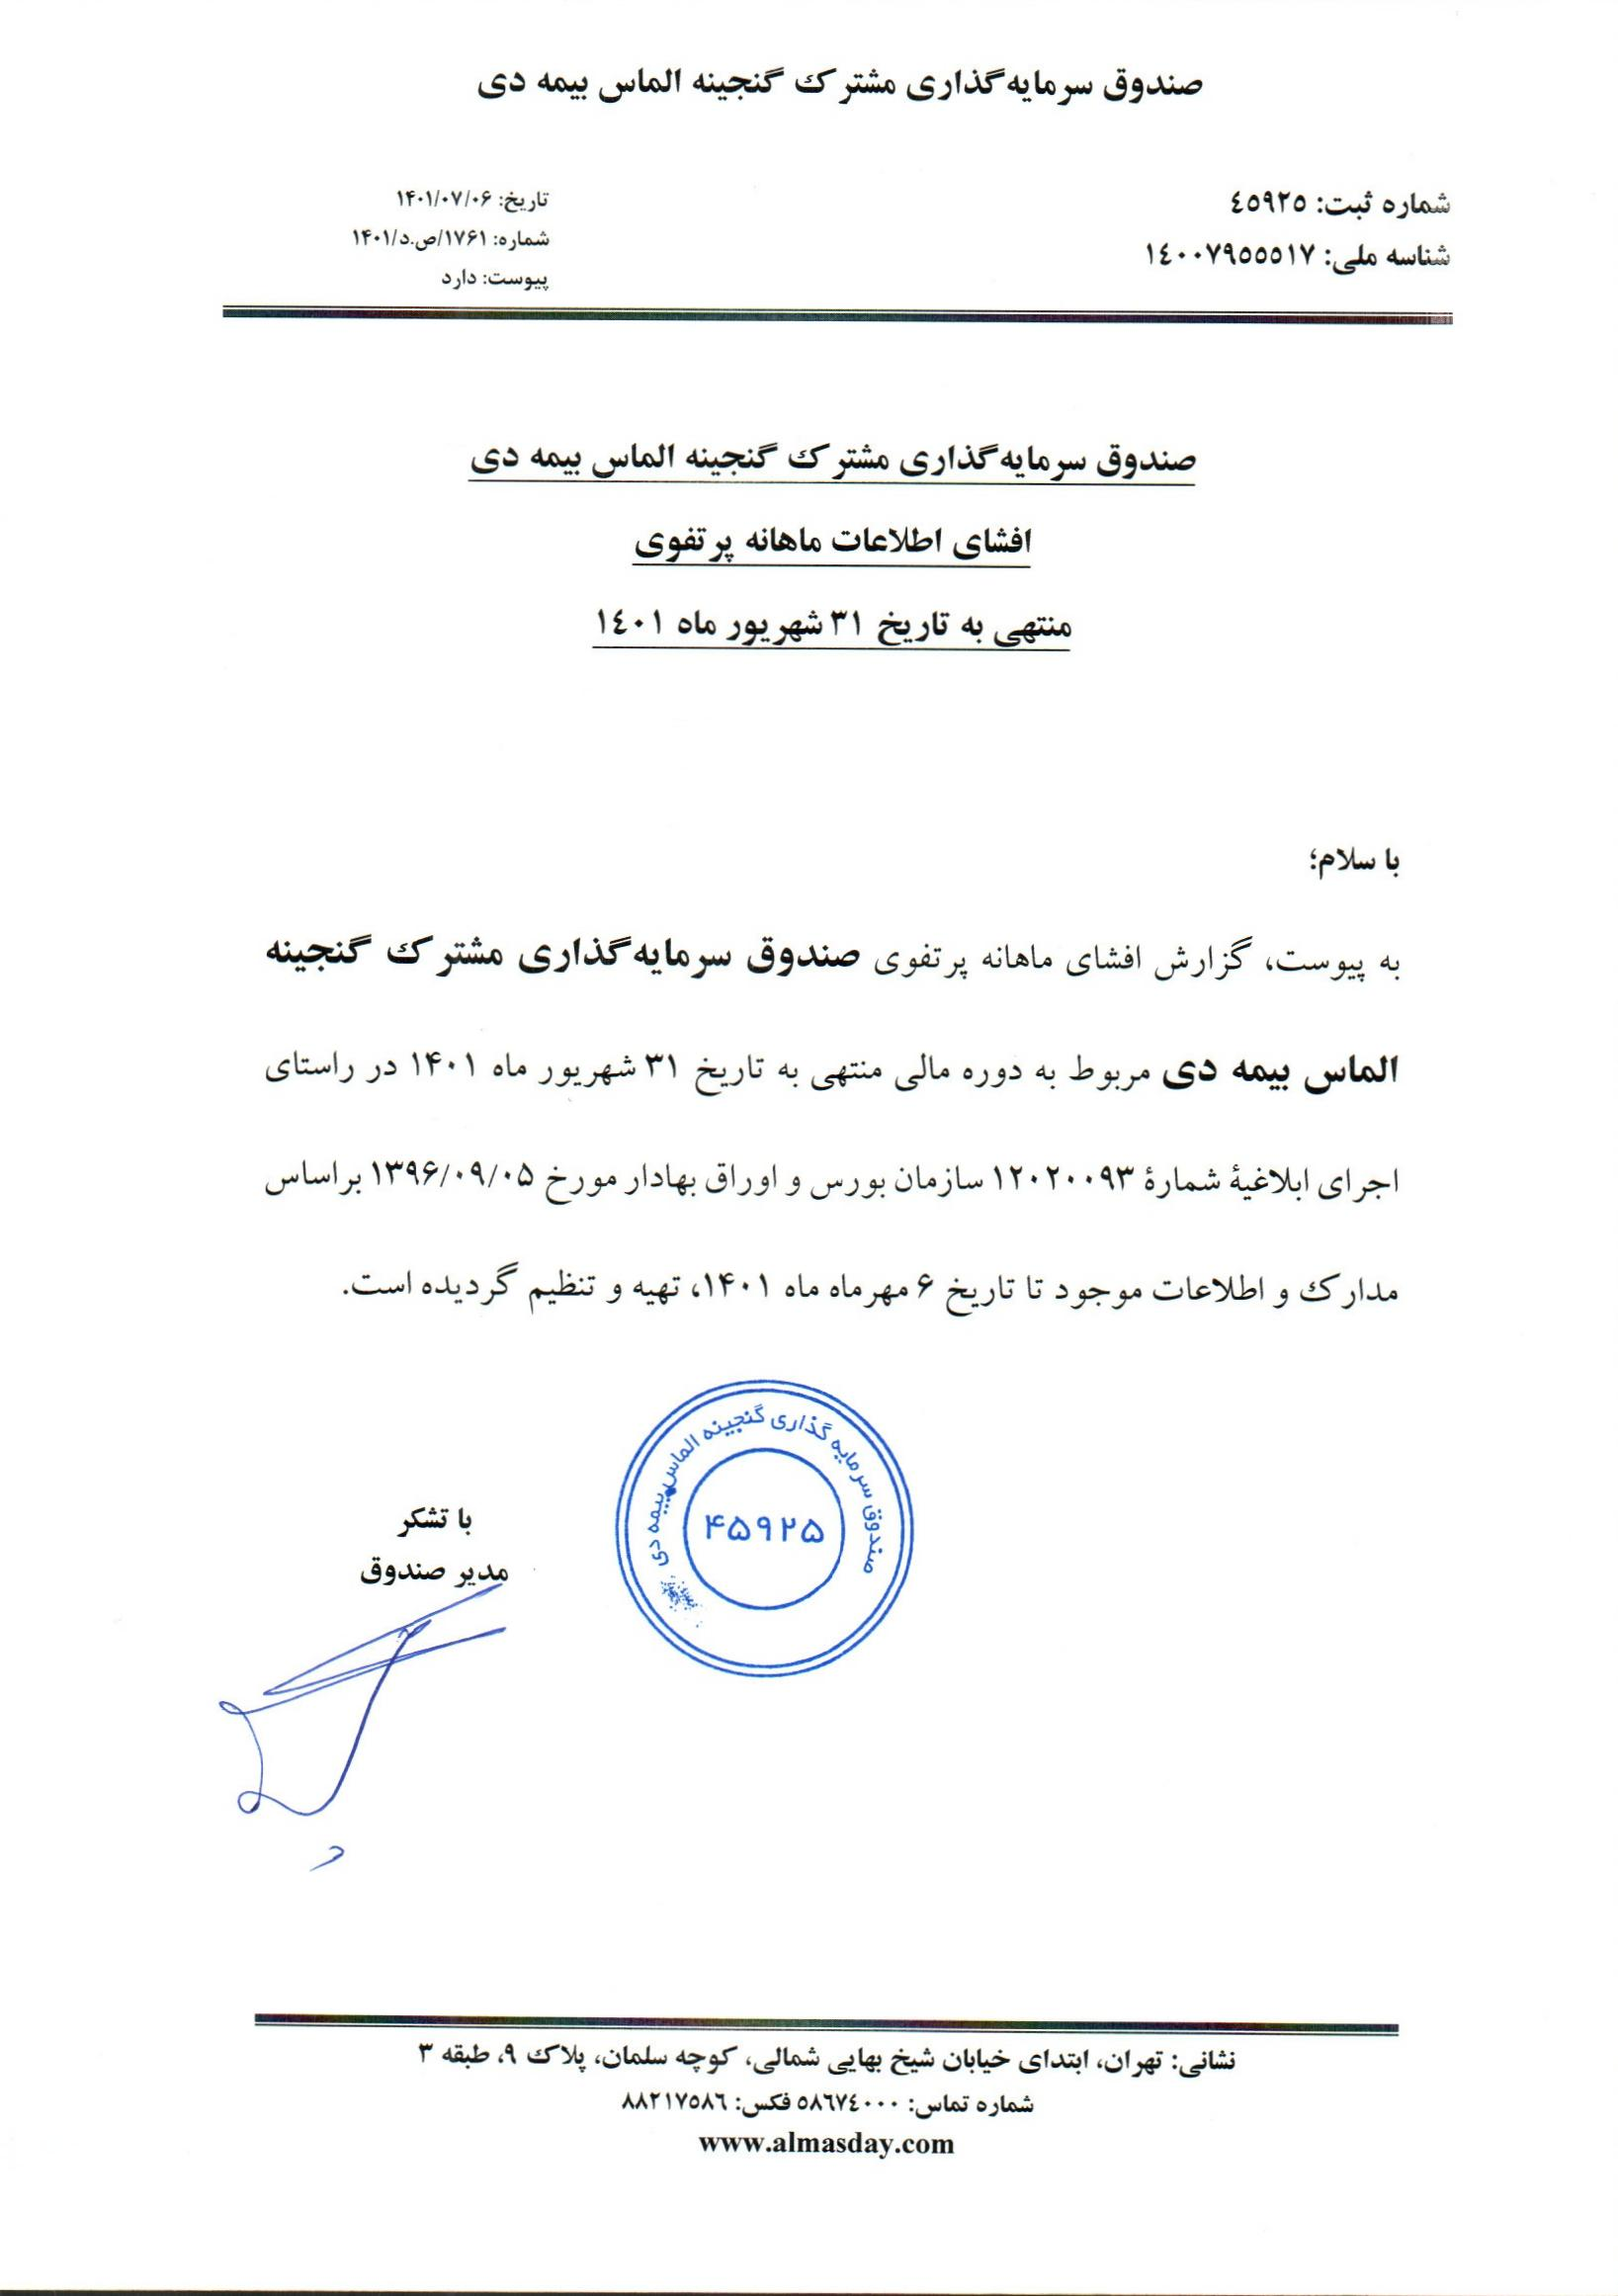 صندوق سرمایه‌گذاری مشترک گنجینه الماس بیمه دی
شماره ثبت: ٤٥٩٢٥
شناسه ملی: ١٤٠٠٧٩٥٥٥١٧
تاریخ: ۱۴۰۱/۰۷/۰۶
شماره: ۱۷۶۱/ص.د/۱۴۰۱
پیوست: دارد
صندوق سرمایه‌گذاری مشترک گنجینه الماس بیمه دی
افشای اطلاعات ماهانه پرتفوی
منتهی به تاریخ ٣١ شهریور ماه ١٤٠١
با سلام؛
به پیوست، گزارش افشای ماهانه پرتفوی صندوق سرمایه‌گذاری مشترک گنجینه
الماس بیمه دی مربوط به دوره مالی منتهی به تاریخ ۳۱ شهریور ماه ۱۴۰۱ در راستای
اجرای ابلاغیهٔ شمارهٔ ۱۲۰۲۰۰۹۳ سازمان بورس و اوراق بهادار مورخ ۱۳۹۶/۰۹/۰۵ براساس
مدارک و اطلاعات موجود تا تاریخ ۶ مهرماه ماه ۱۴۰۱، تهیه و تنظیم گردیده است.
صندوق سرمایه گذاری گنجینه الماس بیمه دی
۴۵۹۲۵
با تشکر
مدیر صندوق
نشانی: تهران، ابتدای خیابان شیخ بهایی شمالی، کوچه سلمان، پلاک ۹، طبقه ۳
شماره تماس: ٥٨٦٧٤٠٠٠ فکس: ٨٨٢١٧٥٨٦
www.almasday.com